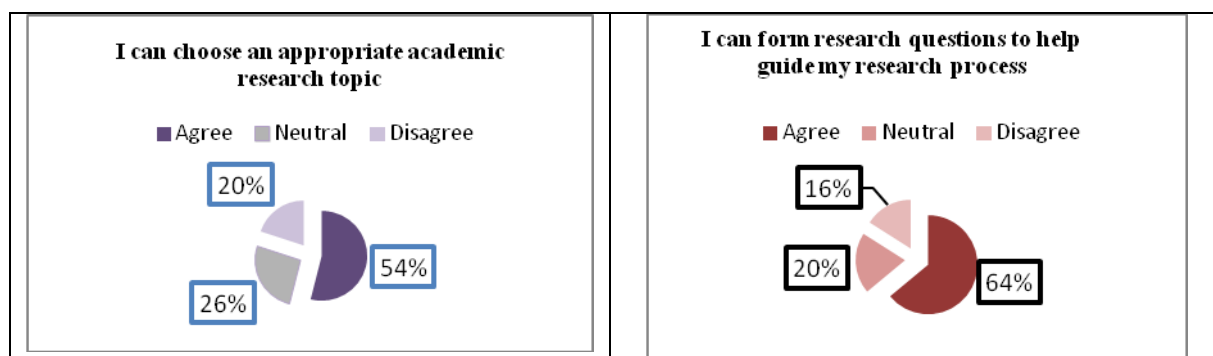 I can choose an appropriate academic
research topic
Agree Neutral Disagree
20%
54%
26%
I can form research questions to help
guide my research process
Agree Neutral Disagree
16%
20%
64%